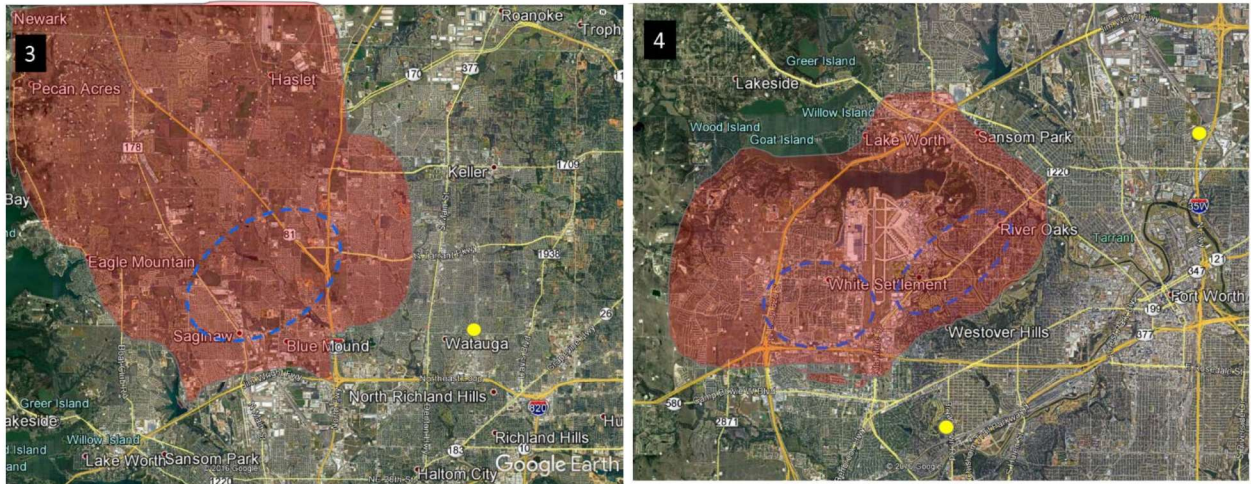 3
Newark
Roanoke
Troph
377
170
Haslet
Pecan Acres
178
Keller
1709
Bay
81
Eagle Mountain
1938
Saginaw
Blue Mound
Watauga
26
Greer Island
North Richland Hills
820
akeside
Willow Island
Richland Hills
Hu
183
10
Lake Worth
Sansom Park
Haltom City
1220
Google Earth
4
Greer Island
Lakeside
Willow Island
Wood Island
Goat Island
Lake Worth
Sansom Park
1220
35W
River Oaks
Tarrant
121
347
White Settlement
Fort Worth
199
Westover Hills
377
580
2871